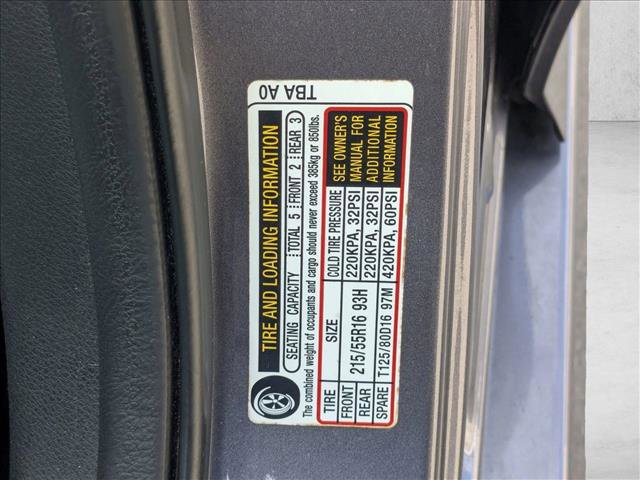 TBA A0
TIRE AND LOADING INFORMATION
SEATING CAPACITY TOTAL 5 FRONT 2 REAR 3
The combined weight of occupants and cargo should never exceed 385kg or 850lbs.
TIRE SIZE COLD TIRE PRESSURE
FRONT 215/55R16 93H 220KPA, 32PSI
REAR 220KPA, 32PSI
SPARE T125/80D16 97M 420KPA, 60PSI
SEE OWNER'S
MANUAL FOR
ADDITIONAL
INFORMATION